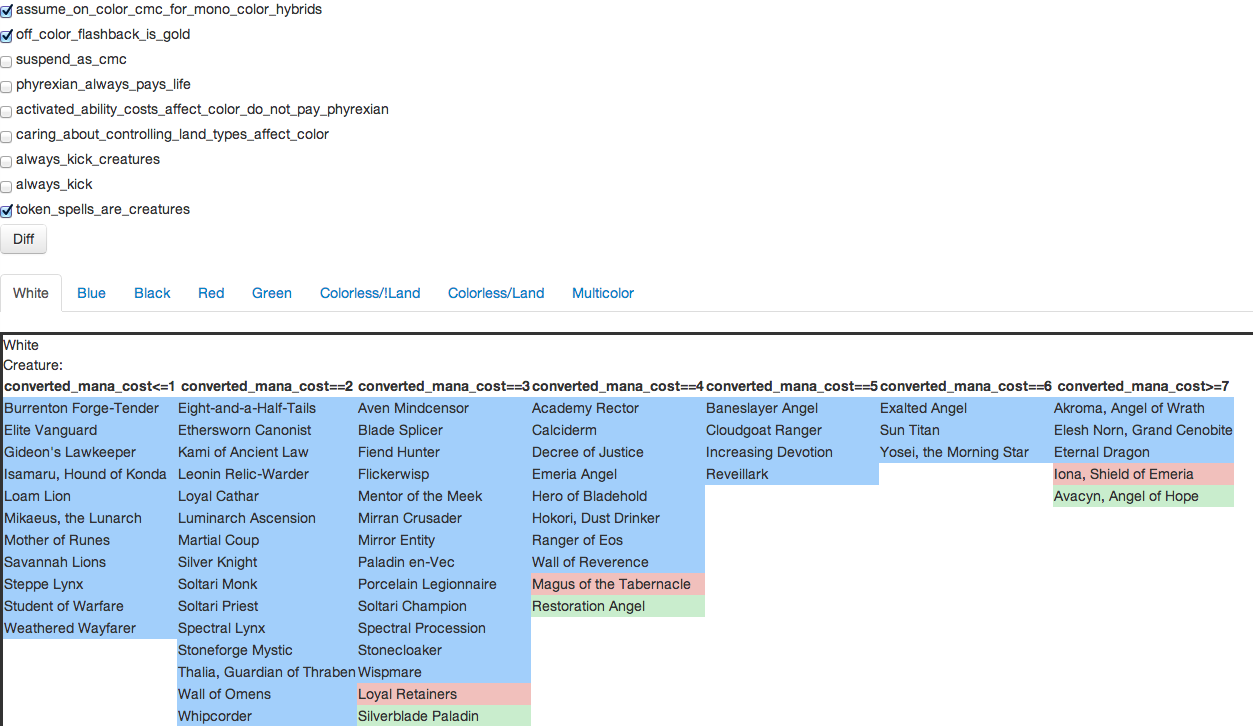 assume_on_color_cmc_for_mono_color_hybrids
off_color_flashback_is_gold
suspend_as_cmc
phyrexian_always_pays_life
activated_ability_costs_affect_color_do_not_pay_phyrexian
caring_about_controlling_land_types_affect_color
always_kick_creatures
always_kick
token_spells_are_creatures
Diff
White Blue Black Red Green Colorless/!Land Colorless/Land Multicolor
White
Creature:
converted_mana_cost<=1 converted_mana_cost==2 converted_mana_cost==3 converted_mana_cost==4 converted_mana_cost==5 converted_mana_cost==6 converted_mana_cost>=7
Burrenton Forge-Tender Eight-and-a-Half-Tails Aven Mindcensor Academy Rector Baneslayer Angel Exalted Angel Akroma, Angel of Wrath
Elite Vanguard Ethersworn Canonist Blade Splicer Calciderm Cloudgoat Ranger Sun Titan Elesh Norn, Grand Cenobite
Gideon's Lawkeeper Kami of Ancient Law Fiend Hunter Decree of Justice Increasing Devotion Yosei, the Morning Star Eternal Dragon
Isamaru, Hound of Konda Leonin Relic-Warder Flickerwisp Emeria Angel Reveillark Iona, Shield of Emeria
Loam Lion Loyal Cathar Mentor of the Meek Hero of Bladehold Avacyn, Angel of Hope
Mikaeus, the Lunarch Luminarch Ascension Mirran Crusader Hokori, Dust Drinker
Mother of Runes Martial Coup Mirror Entity Ranger of Eos
Savannah Lions Silver Knight Paladin en-Vec Wall of Reverence
Steppe Lynx Soltari Monk Porcelain Legionnaire Magus of the Tabernacle
Student of Warfare Soltari Priest Soltari Champion Restoration Angel
Weathered Wayfarer Spectral Lynx Spectral Procession
Stoneforge Mystic Stonecloaker
Thalia, Guardian of Thraben Wispmare
Wall of Omens Loyal Retainers
Whipcorder Silverblade Paladin